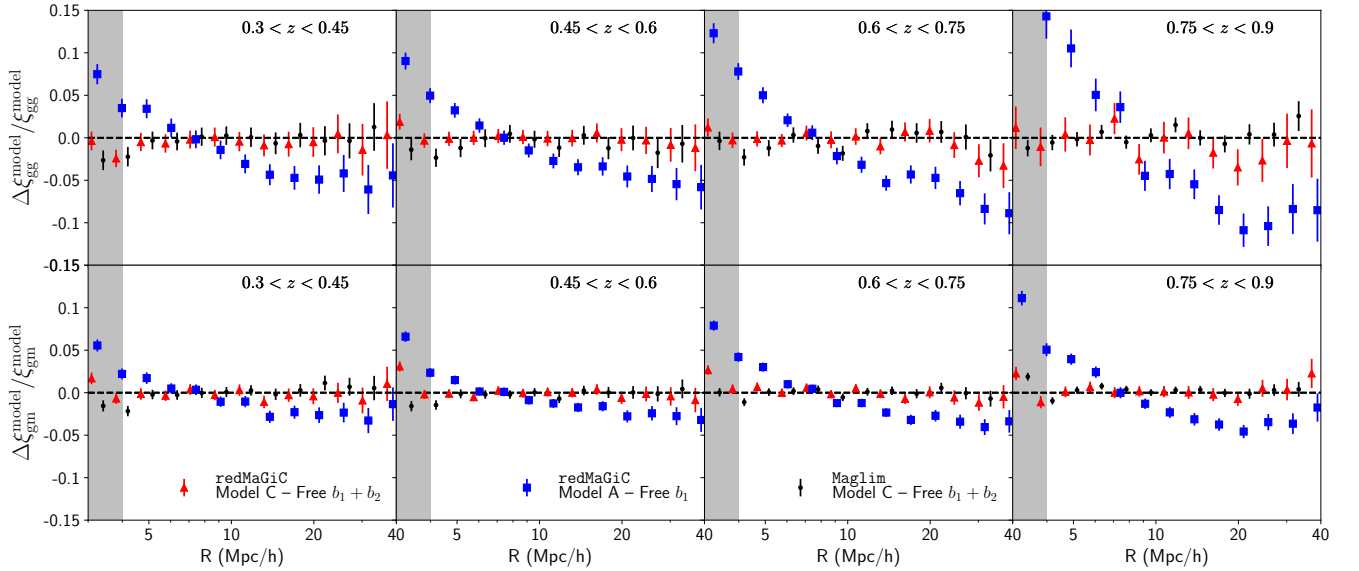 0.3 < z < 0.45 0.45 < z < 0.6 0.6 < z < 0.75 0.75 < z < 0.9
0.15
0.10
0.05
0.0
-0.05
-0.1
0.15
Δξ_gg^model/ξ_gg^model
0.3 < z < 0.45 0.45 < z < 0.6 0.6 < z < 0.75 0.75 < z < 0.9
0.10
0.05
0.0
-0.05
-0.1
-0.15
Δξ_gm^model/ξ_gm^model
redMaGiC
Model C – Free b₁ + b₂
redMaGiC
Model A – Free b₁
Maglim
Model C – Free b₁ + b₂
5 10 20 40 5 10 20 40 5 10 20 40 5 10 20 40
R (Mpc/h) R (Mpc/h) R (Mpc/h) R (Mpc/h)